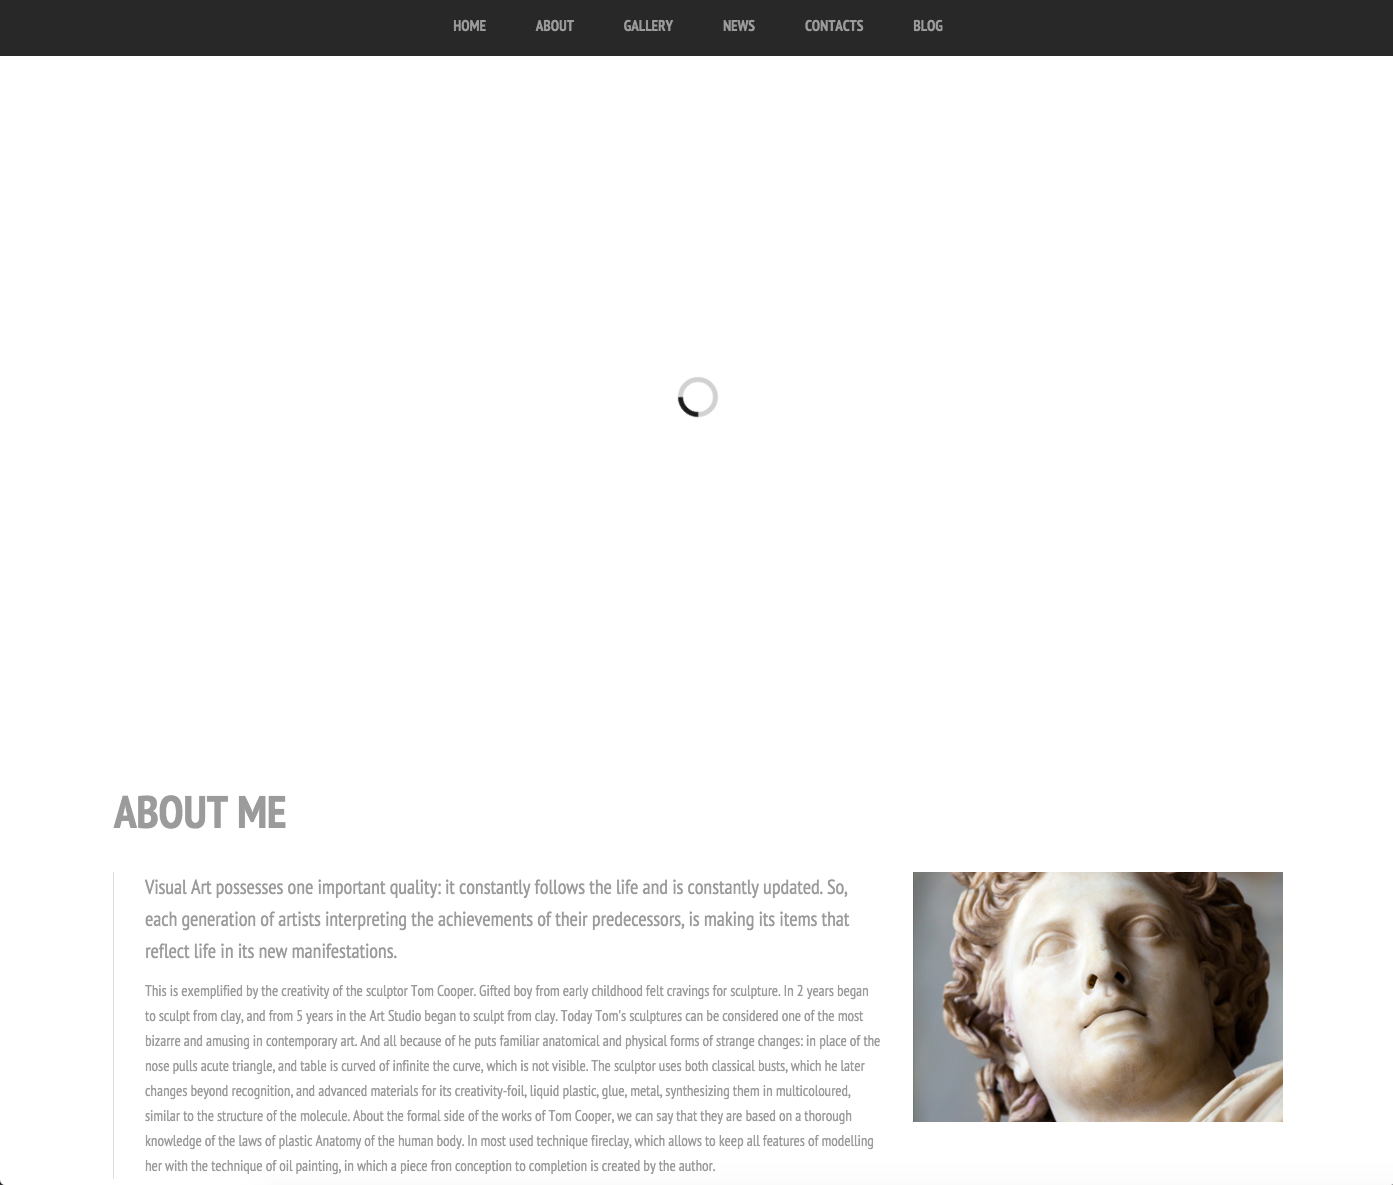 HOME ABOUT GALLERY NEWS CONTACTS BLOG
ABOUT ME
Visual Art possesses one important quality: it constantly follows the life and is constantly updated. So,
each generation of artists interpreting the achievements of their predecessors, is making its items that
reflect life in its new manifestations.
This is exemplified by the creativity of the sculptor Tom Cooper. Gifted boy from early childhood felt cravings for sculpture. In 2 years began
to sculpt from clay, and from 5 years in the Art Studio began to sculpt from clay. Today Tom's sculptures can be considered one of the most
bizarre and amusing in contemporary art. And all because of he puts familiar anatomical and physical forms of strange changes: in place of the
nose pulls acute triangle, and table is curved of infinite the curve, which is not visible. The sculptor uses both classical busts, which he later
changes beyond recognition, and advanced materials for its creativity-foil, liquid plastic, glue, metal, synthesizing them in multicoloured,
similar to the structure of the molecule. About the formal side of the works of Tom Cooper, we can say that they are based on a thorough
knowledge of the laws of plastic Anatomy of the human body. In most used technique fireclay, which allows to keep all features of modelling
her with the technique of oil painting, in which a piece fron conception to completion is created by the author.